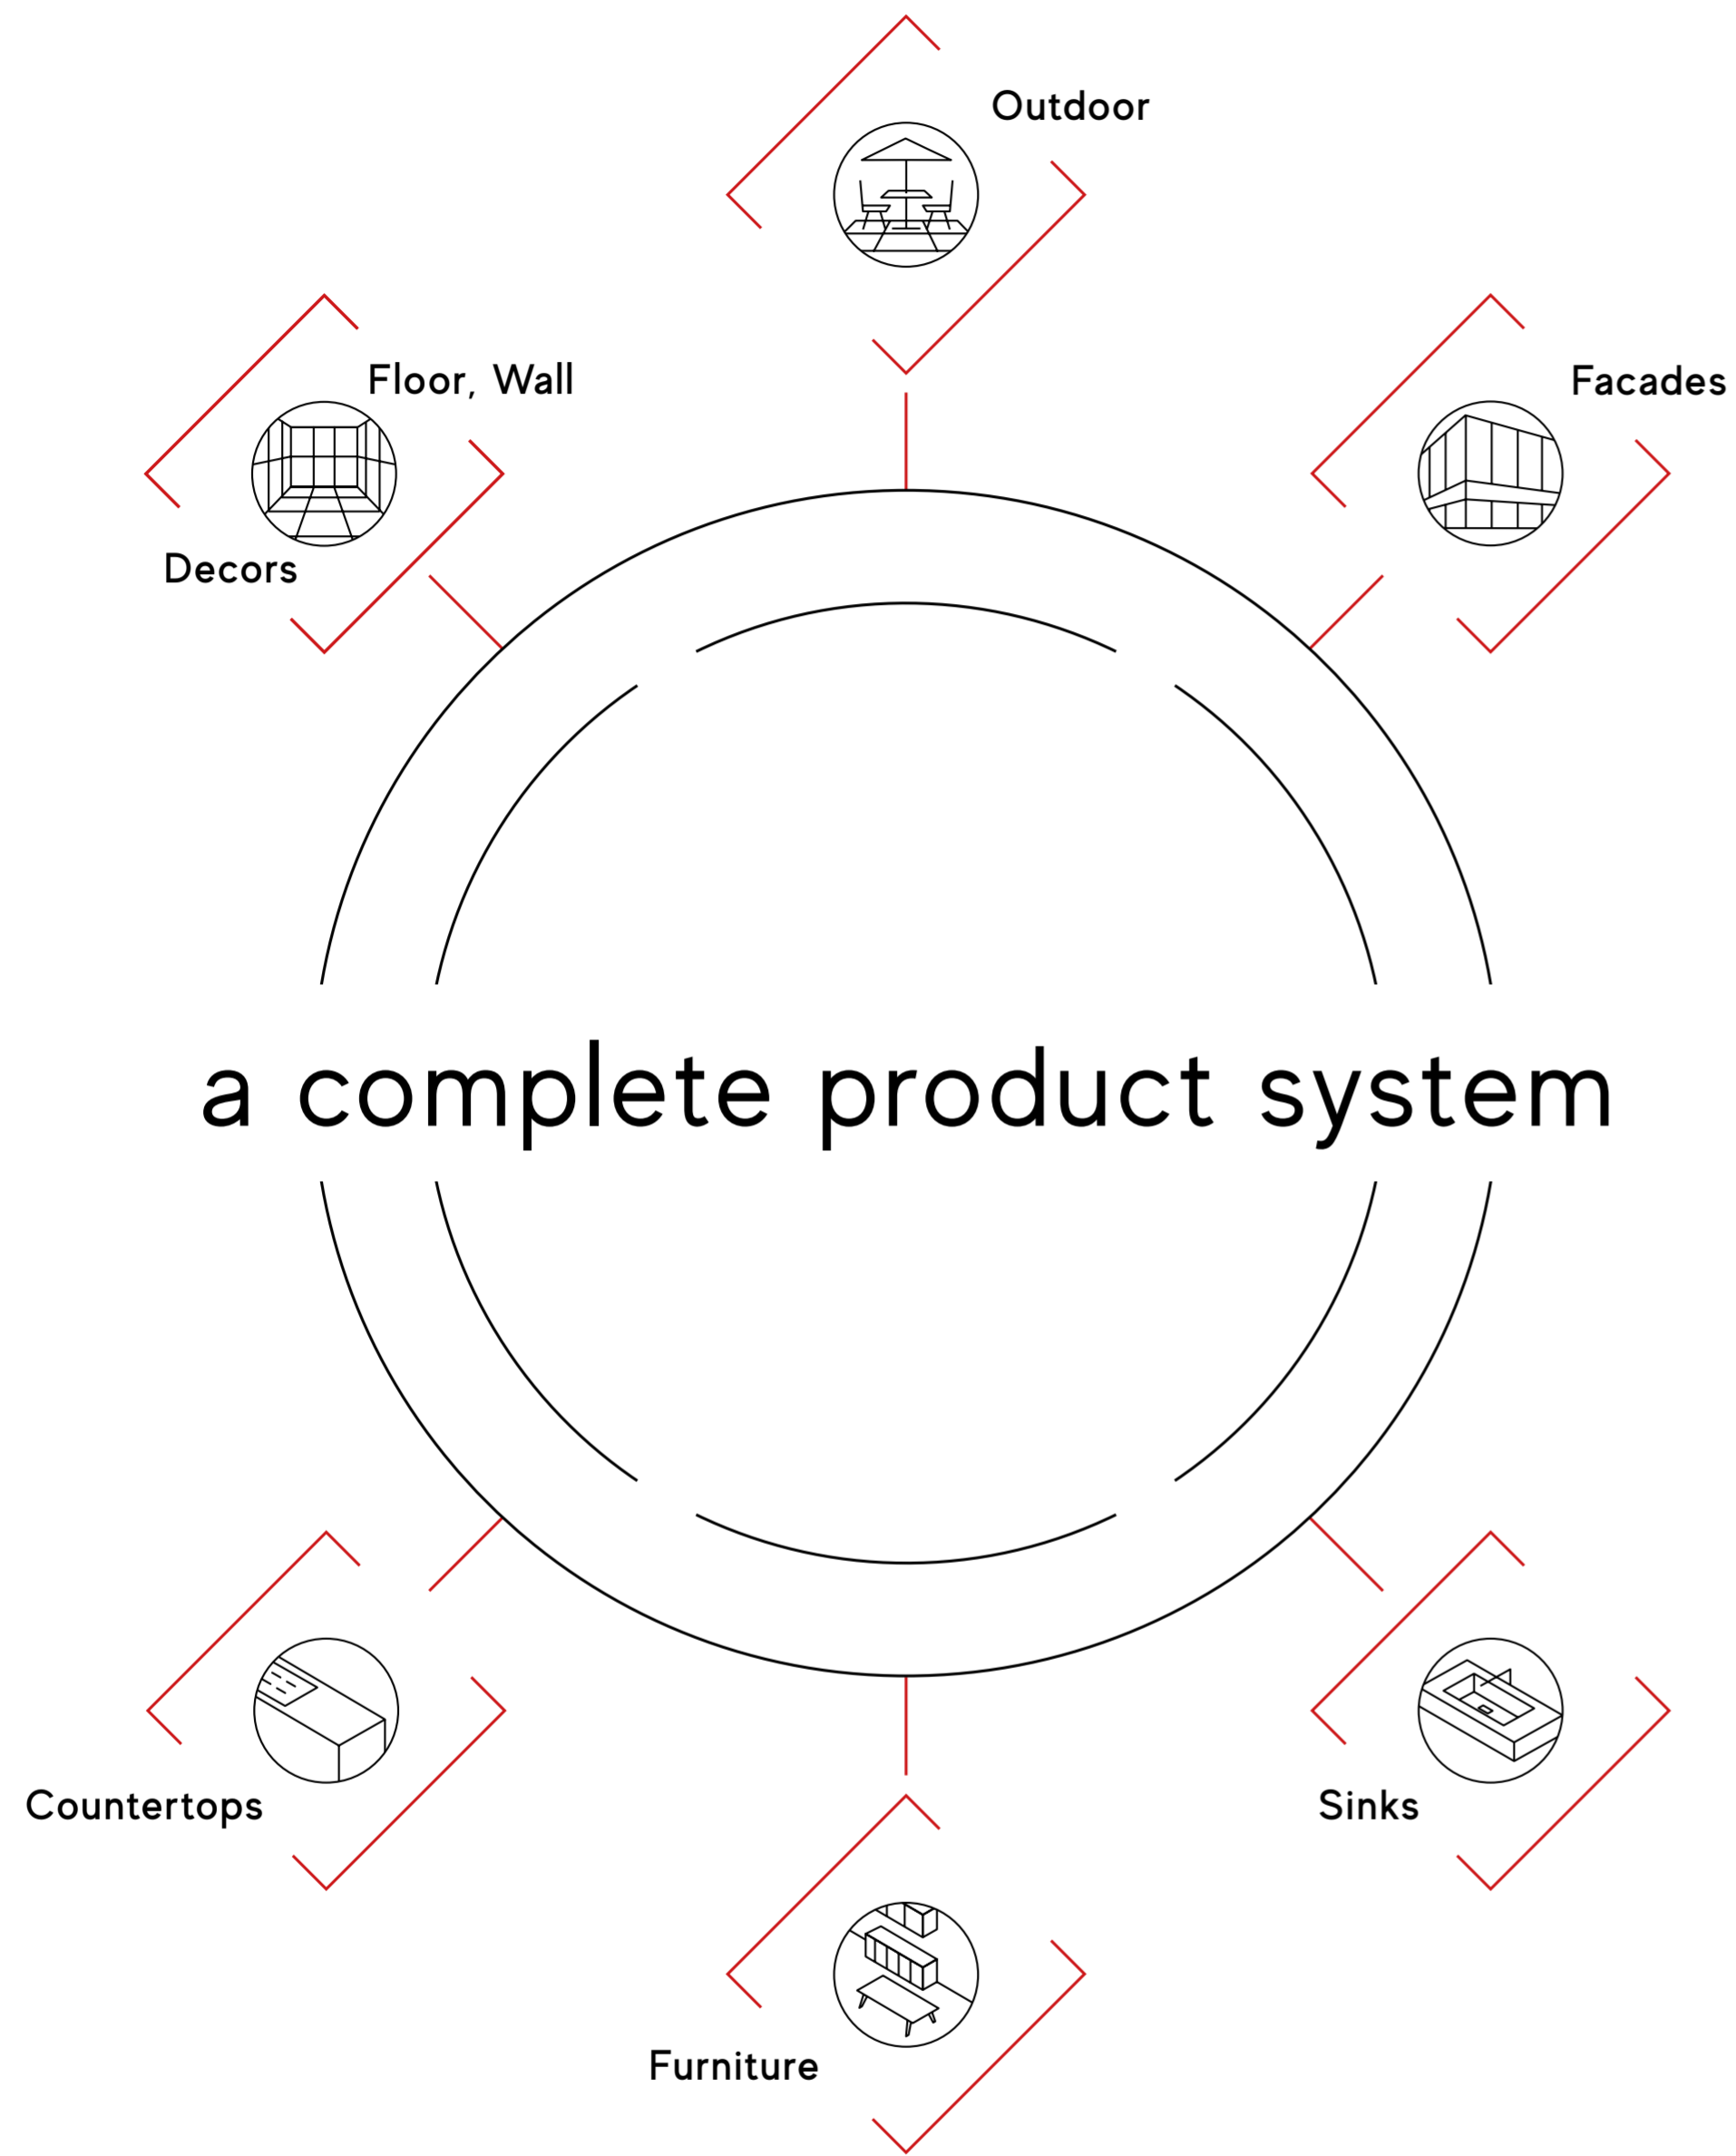 Outdoor
Floor, Wall
Facades
Decors
a complete product system
Countertops
Sinks
Furniture